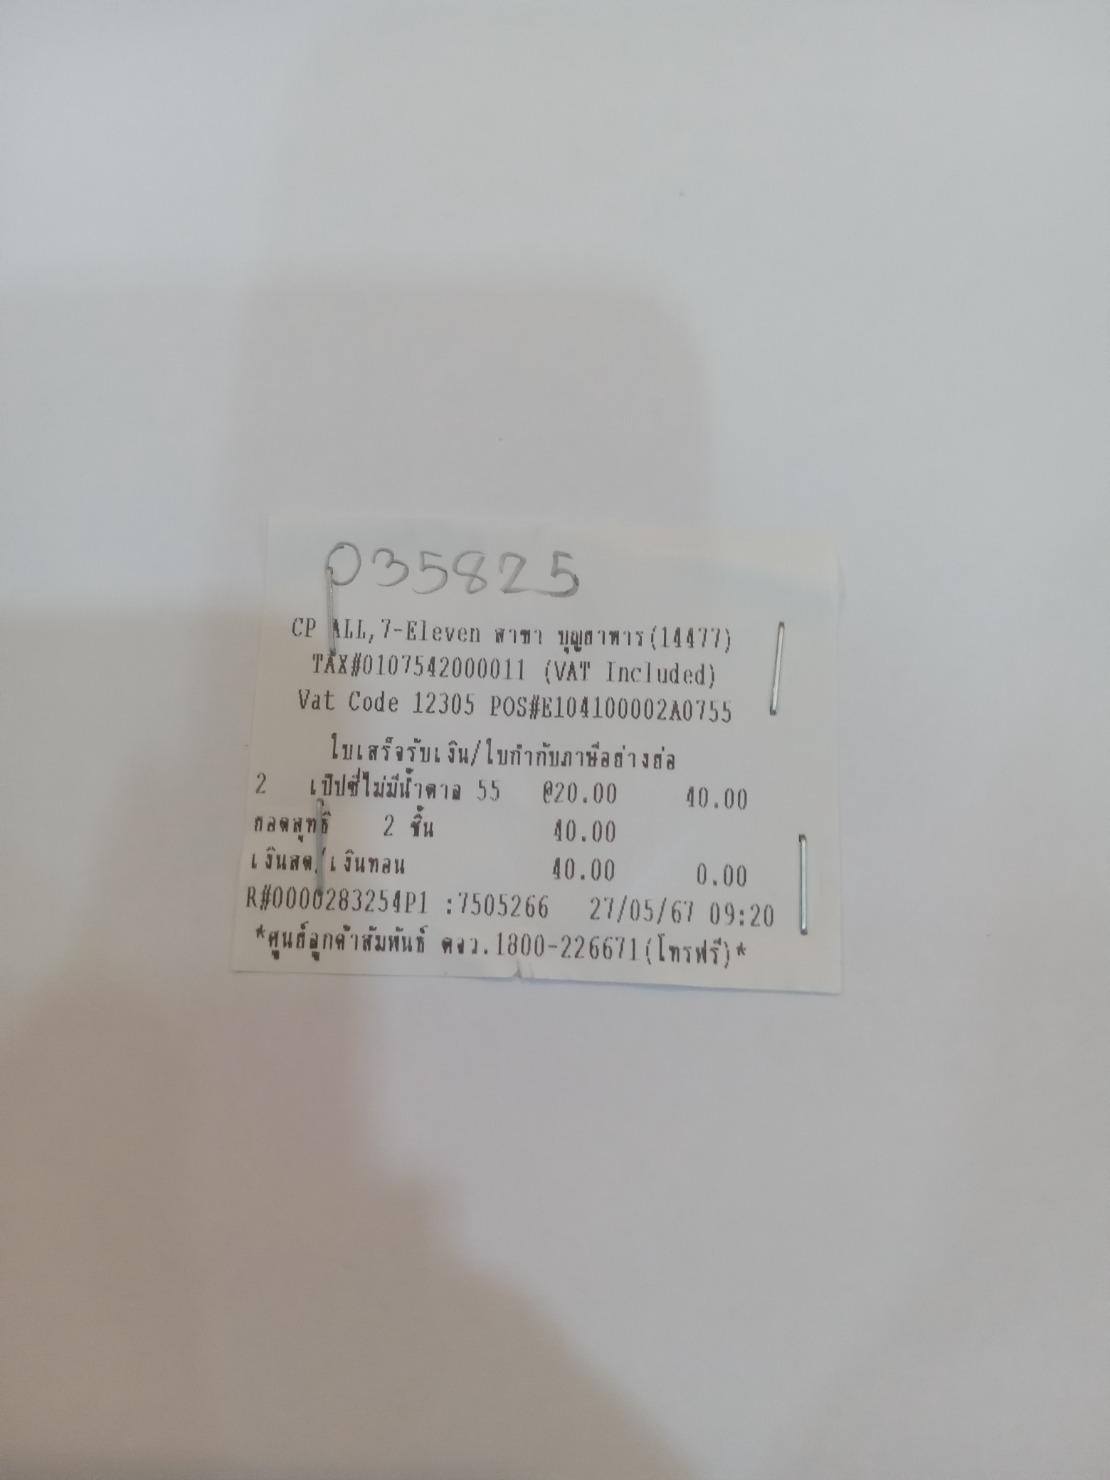 035825
CP ALL,7-Eleven สาขา บุญถาทาร(14477)
TAX#0107542000011 (VAT Included)
Vat Code 12305 POS#E104100002A0755
ใบเสร็จรับเงิน/ใบกำกับภาษีอย่างย่อ
2 เป๊ปซี่ไม่มีน้ำตาล 55 @20.00 40.00
ยอดสุทธิ 2 ชิ้น 40.00
เงินสด/เงินทอน 40.00 0.00
R#0000283254P1 :7505266 27/05/67 09:20
*ศูนย์ลูกค้าสัมพันธ์ ตจว.1800-226671(โทรฟรี)*